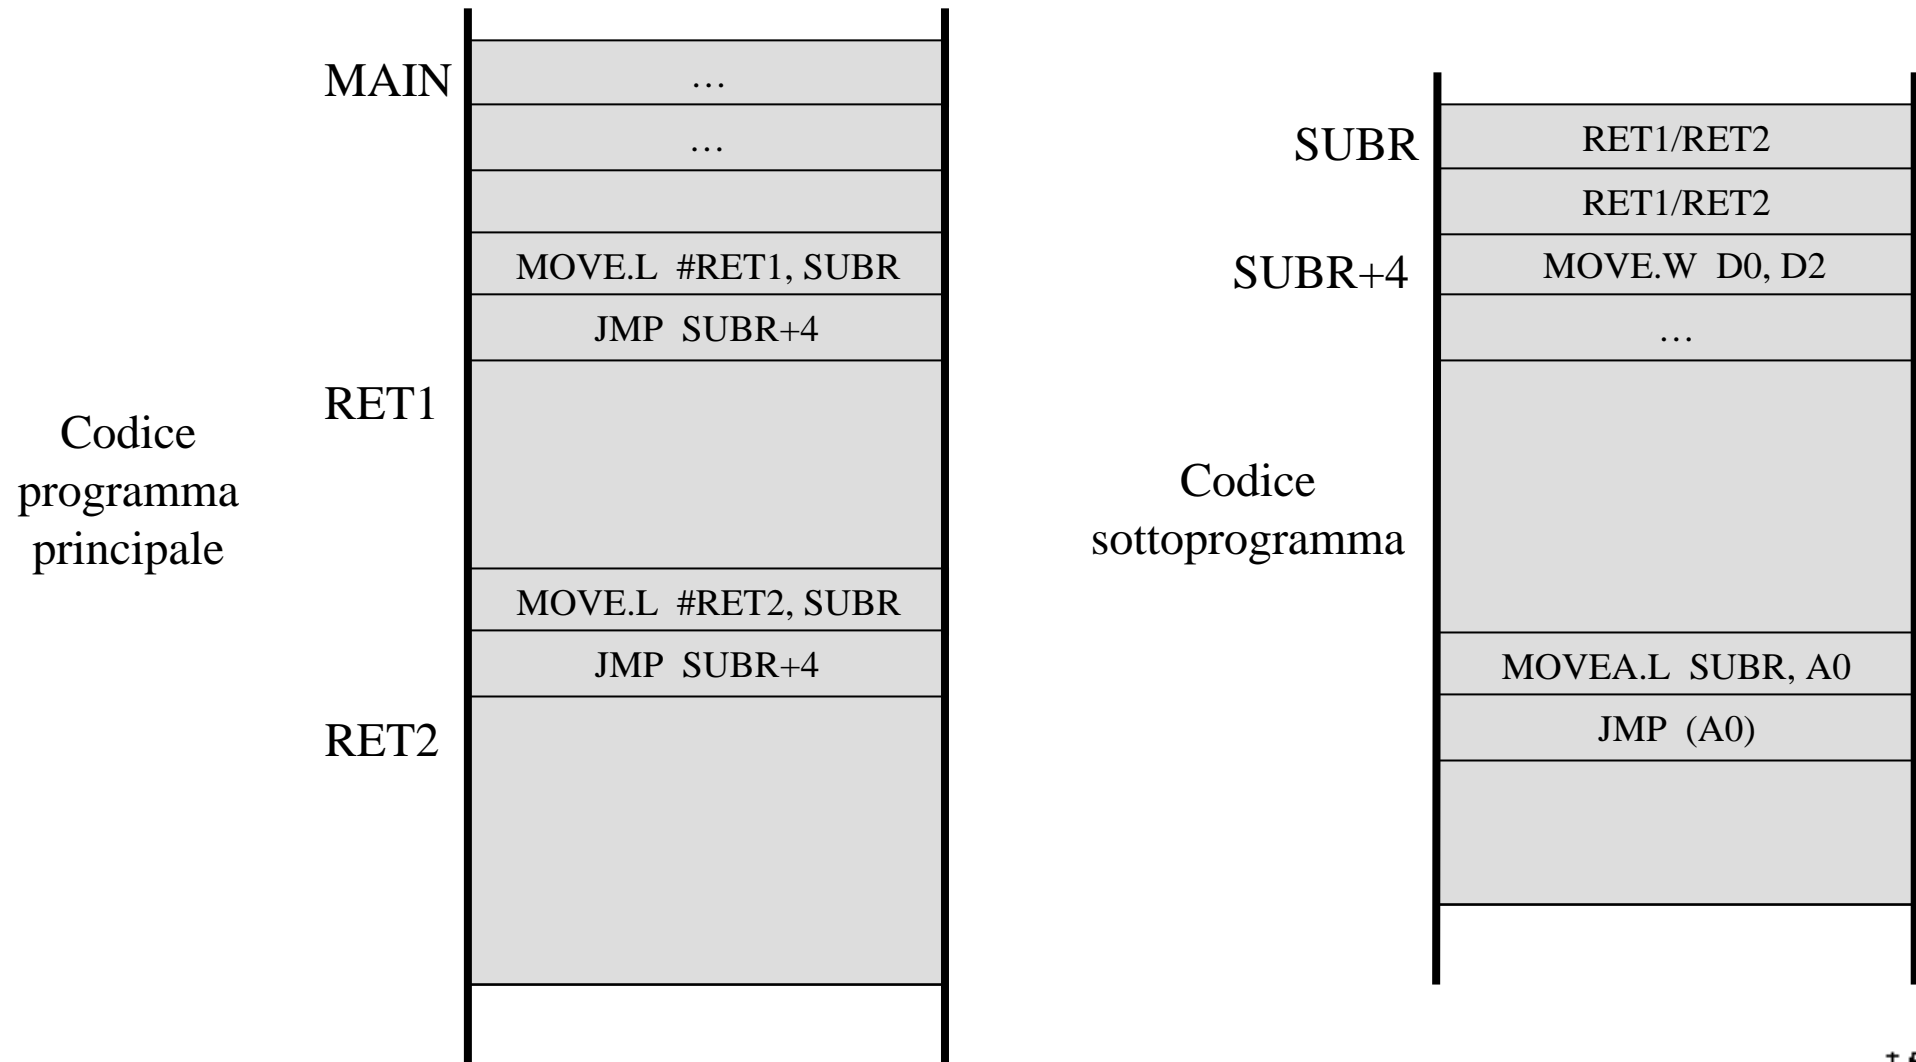 MAIN
…
…
MOVE.L #RET1, SUBR
JMP SUBR+4
RET1
Codice
programma
principale
MOVE.L #RET2, SUBR
JMP SUBR+4
RET2
SUBR
RET1/RET2
RET1/RET2
SUBR+4
MOVE.W D0, D2
…
Codice
sottoprogramma
MOVEA.L SUBR, A0
JMP (A0)